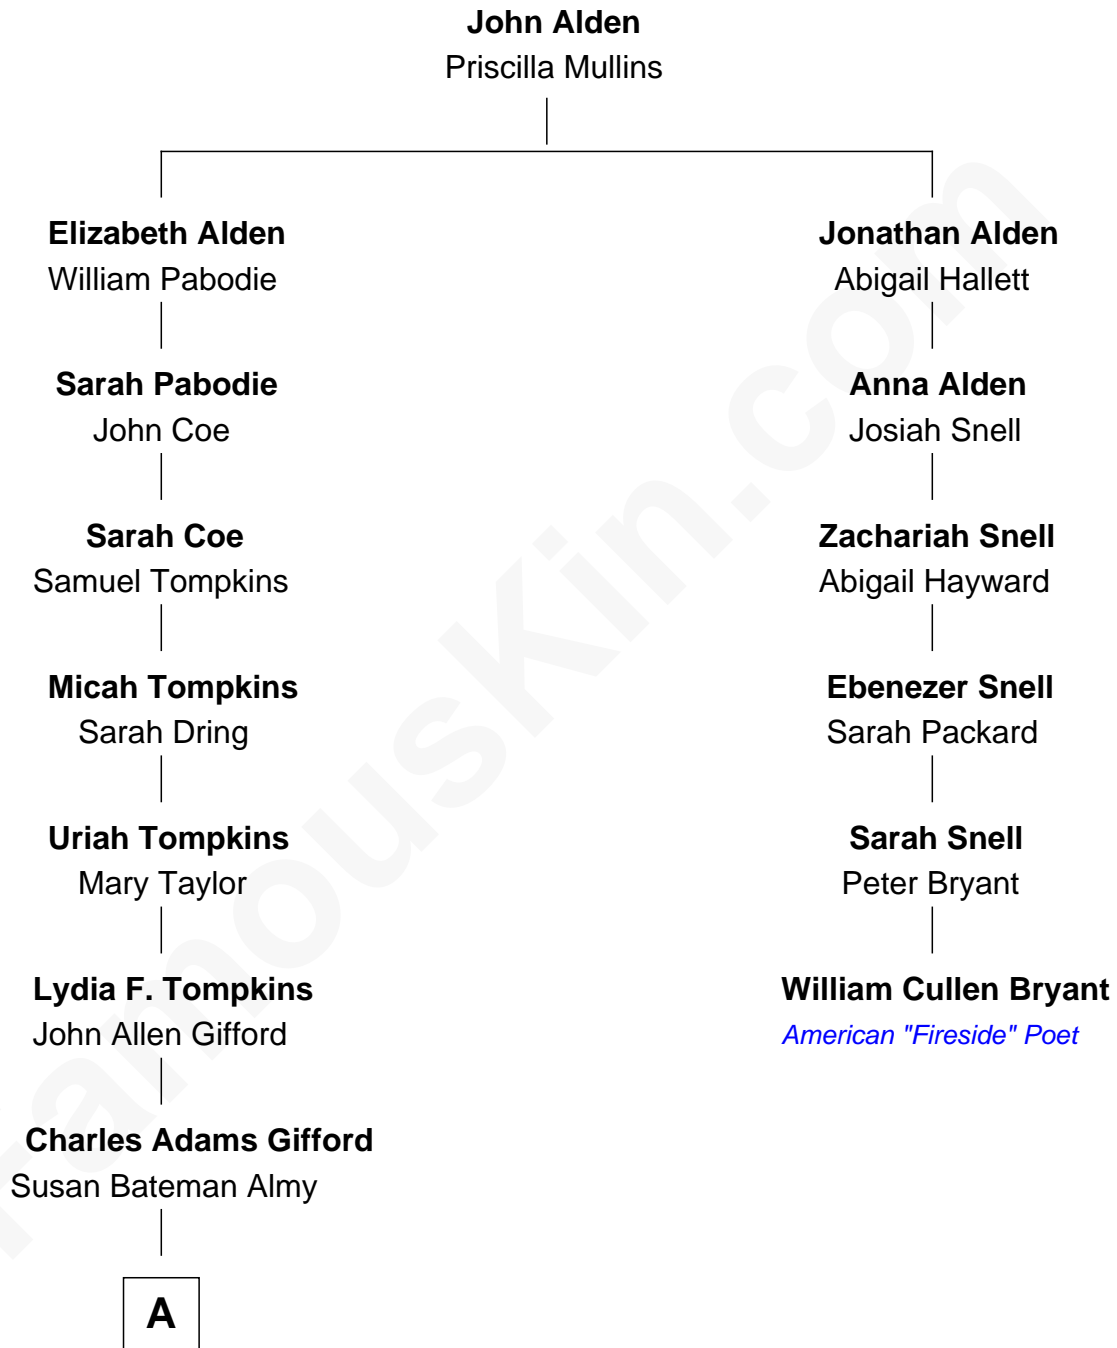 John Alden
Priscilla Mullins
Elizabeth Alden
William Pabodie
Jonathan Alden
Abigail Hallett
Sarah Pabodie
John Coe
Anna Alden
Josiah Snell
Sarah Coe
Samuel Tompkins
Zachariah Snell
Abigail Hayward
Micah Tompkins
Sarah Dring
Ebenezer Snell
Sarah Packard
Uriah Tompkins
Mary Taylor
Sarah Snell
Peter Bryant
Lydia F. Tompkins
John Allen Gifford
William Cullen Bryant
American "Fireside" Poet
Charles Adams Gifford
Susan Bateman Almy
A
FamousKin.com